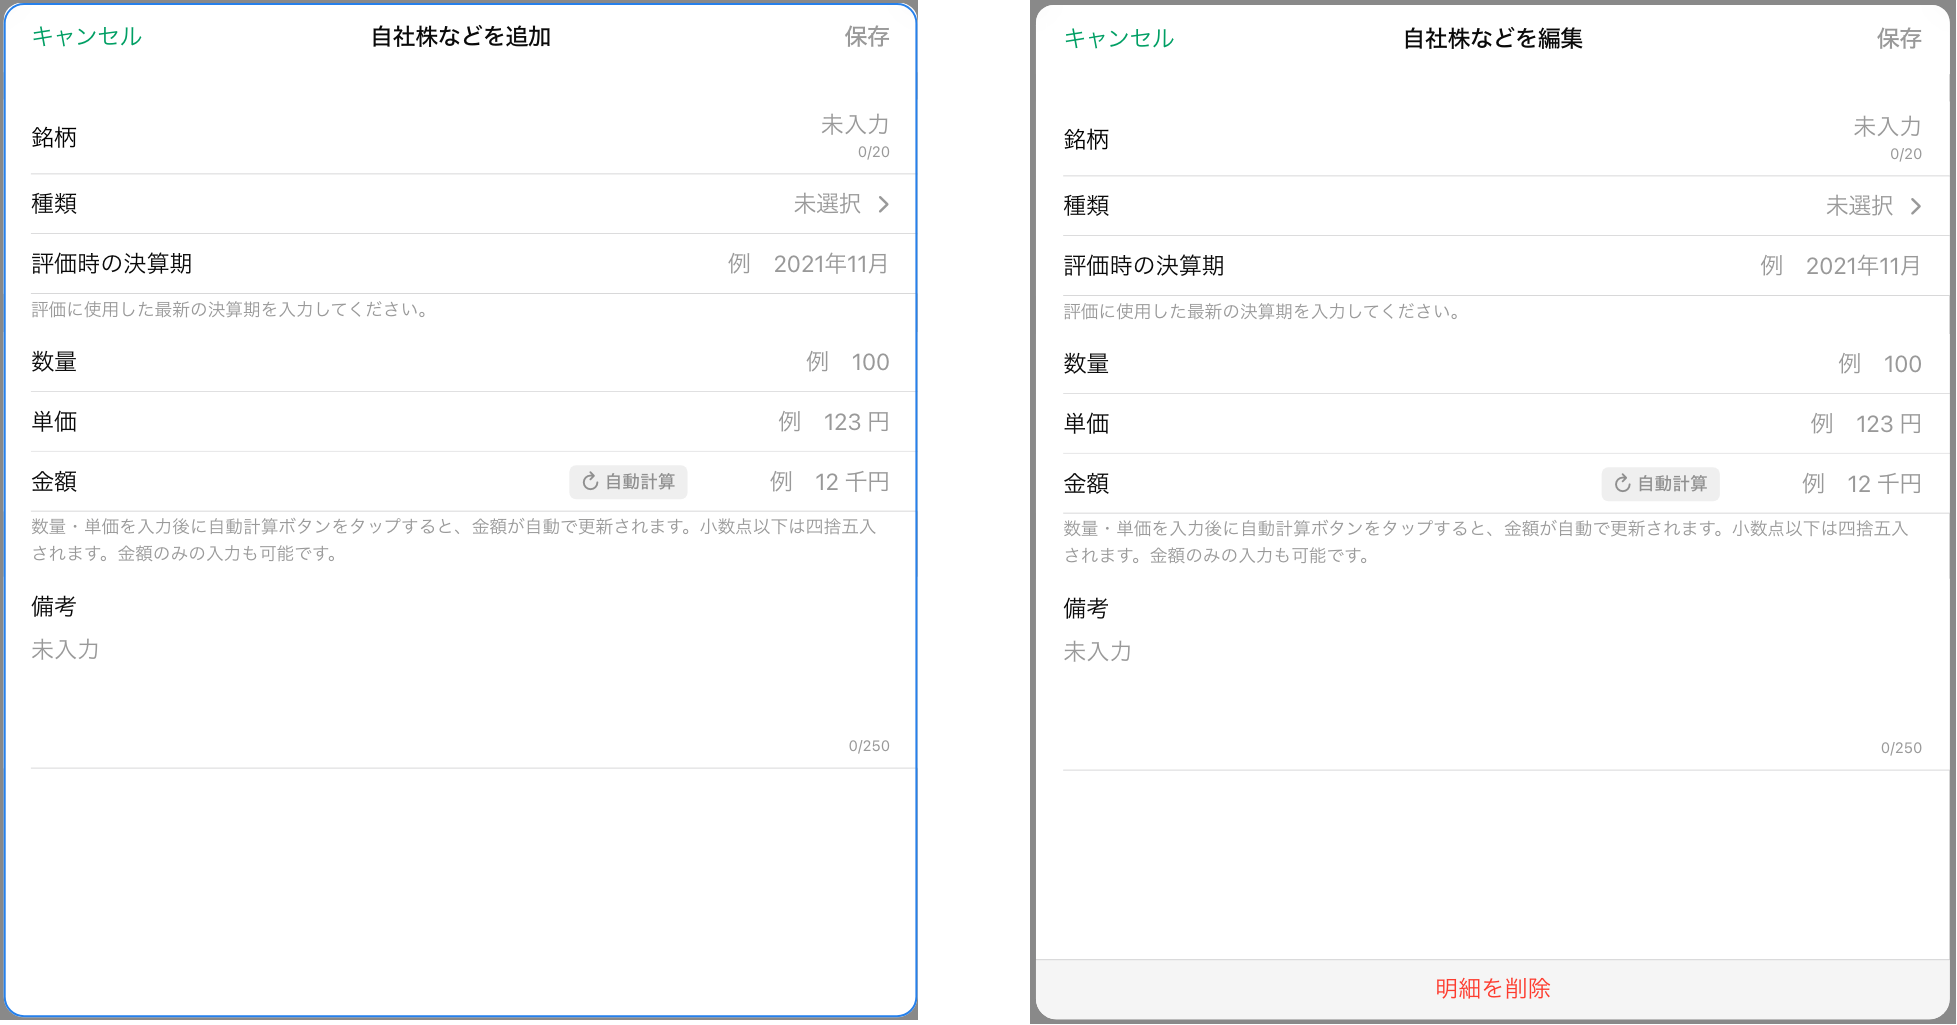 キャンセル 自社株などを追加 保存
銘柄 未入力
0/20
種類 未選択
評価時の決算期 例 2021年11月
評価に使用した最新の決算期を入力してください。
数量 例 100
単価 例 123 円
金額 自動計算 例 12 千円
数量・単価を入力後に自動計算ボタンをタップすると、金額が自動で更新されます。小数点以下は四捨五入
されます。金額のみの入力も可能です。
備考
未入力
0/250
キャンセル 自社株などを編集 保存
銘柄 未入力
0/20
種類 未選択
評価時の決算期 例 2021年11月
評価に使用した最新の決算期を入力してください。
数量 例 100
単価 例 123 円
金額 自動計算 例 12 千円
数量・単価を入力後に自動計算ボタンをタップすると、金額が自動で更新されます。小数点以下は四捨五入
されます。金額のみの入力も可能です。
備考
未入力
0/250
明細を削除